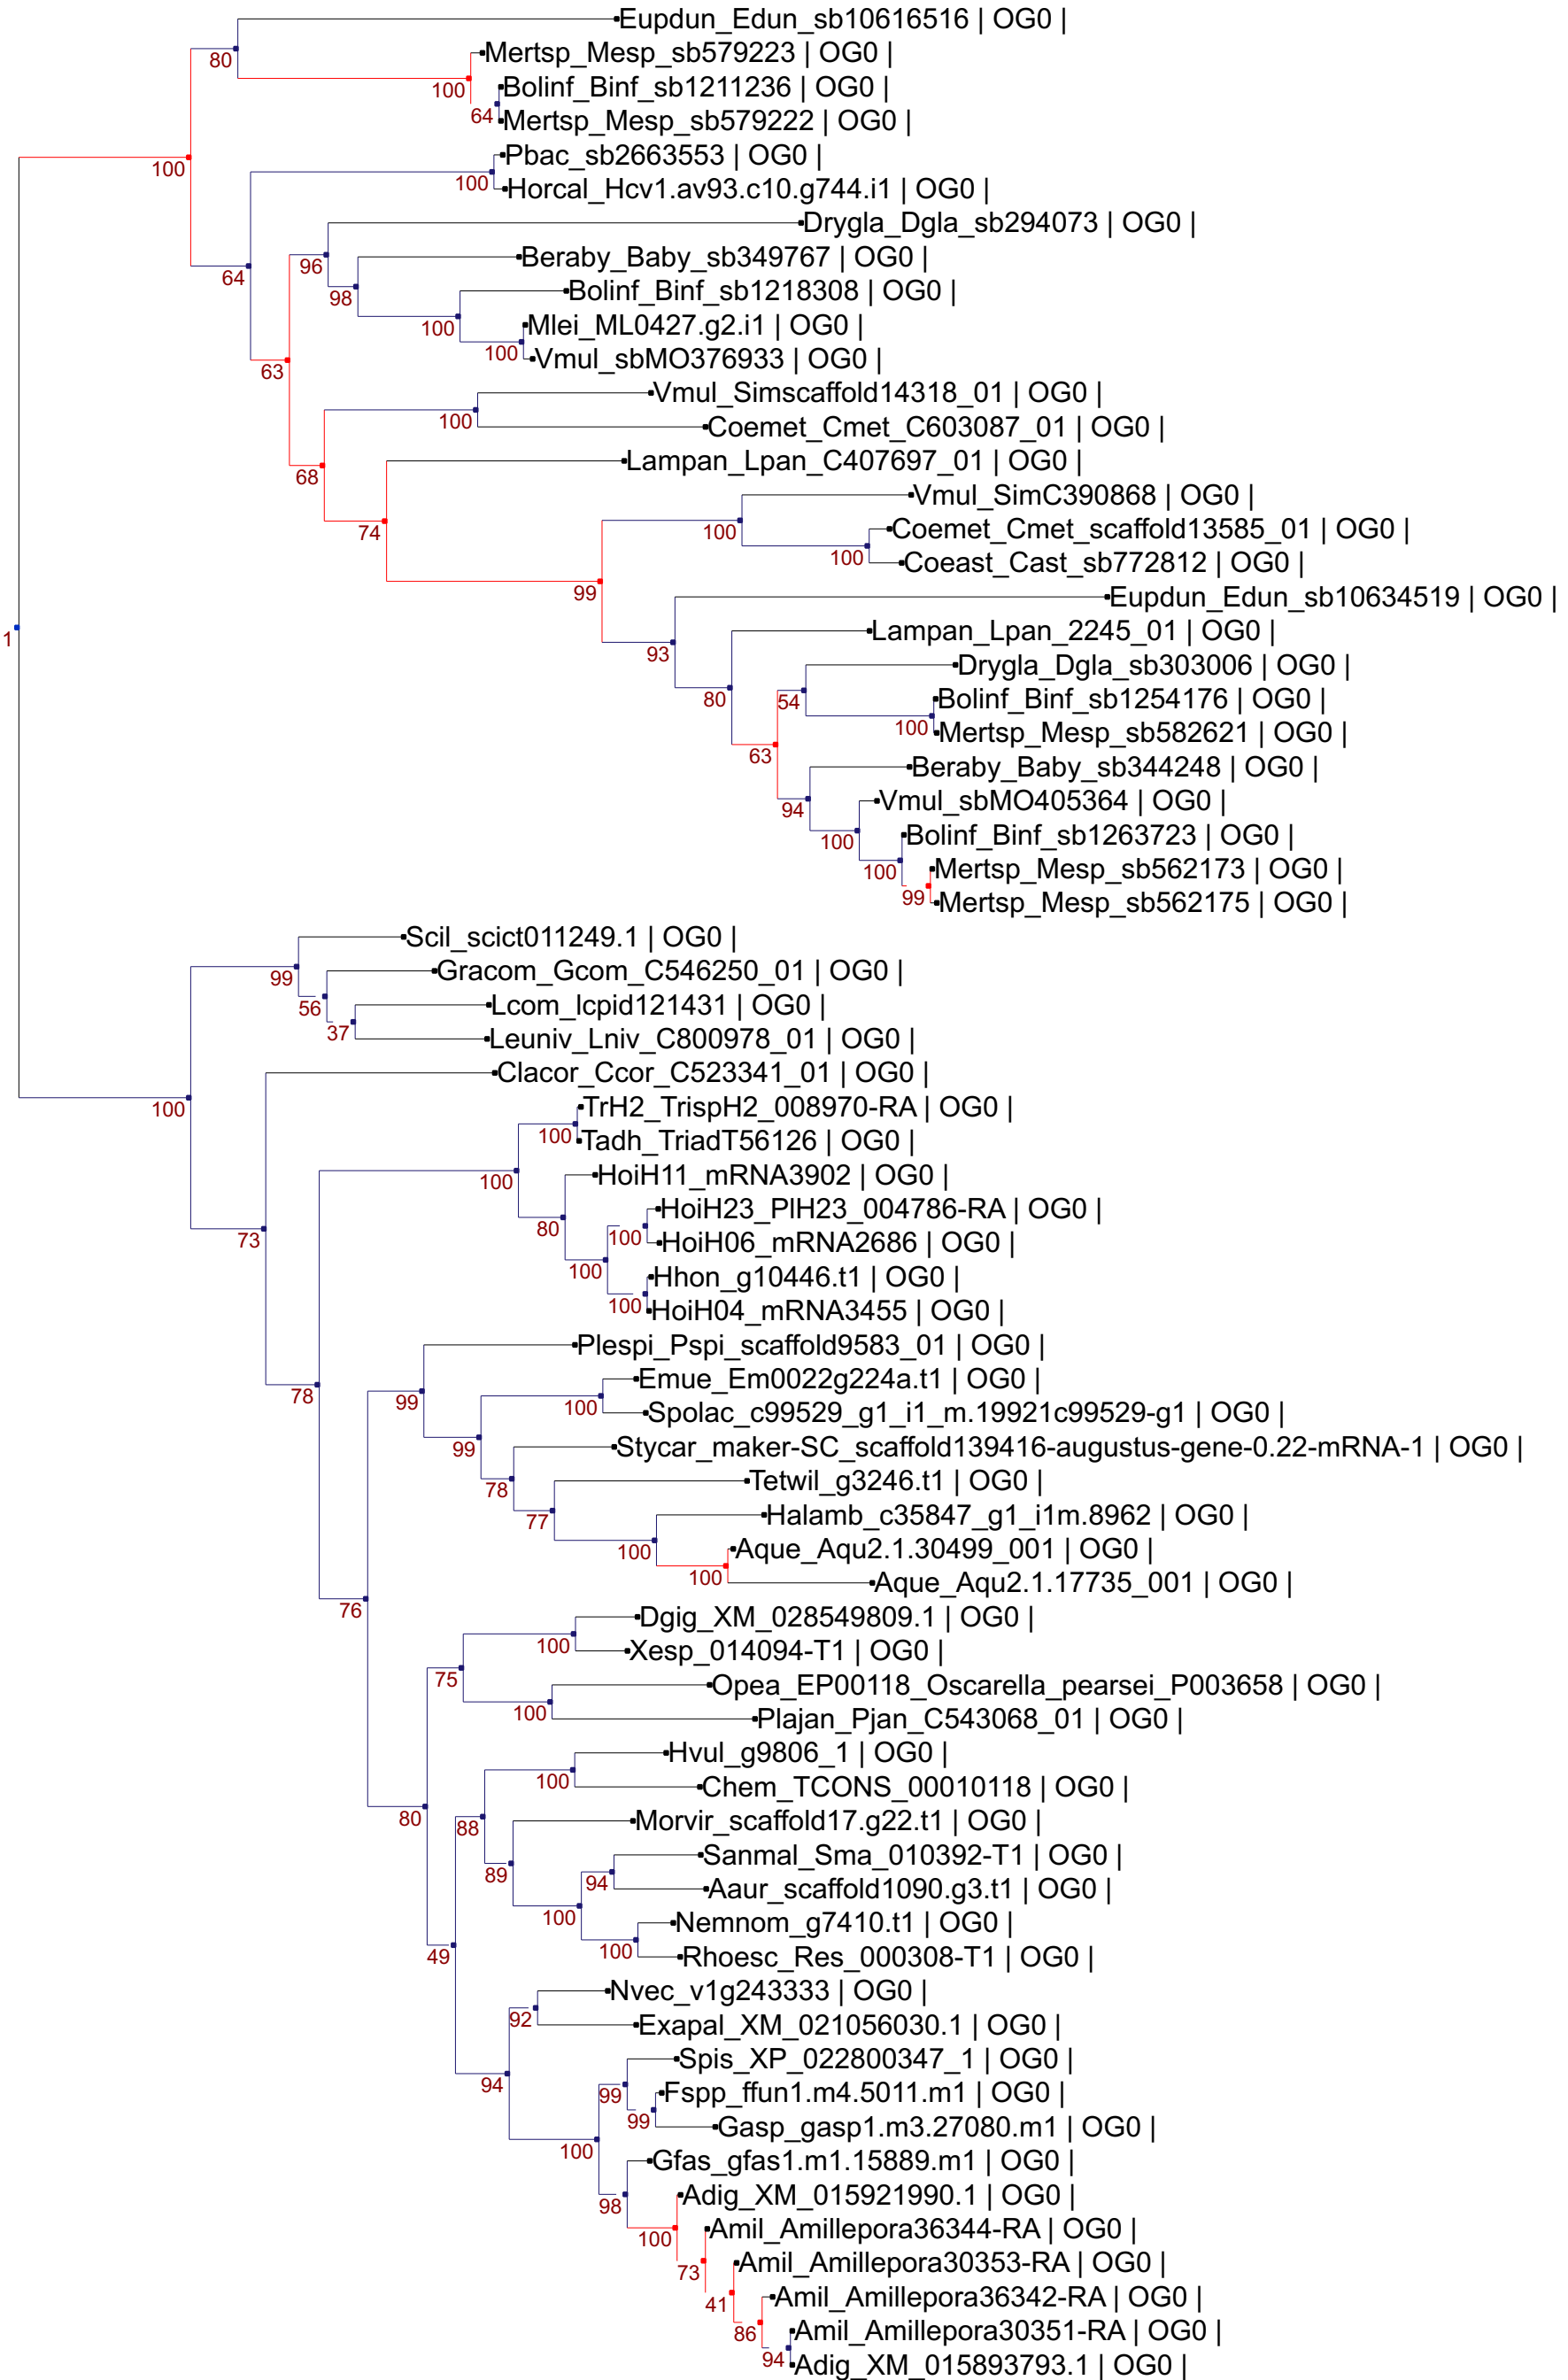 Eupdun_Edun_sb10616516 | OG0 |
80
Mertsp_Mesp_sb579223 | OG0 |
100
Bolinf_Binf_sb1211236 | OG0 |
64
Mertsp_Mesp_sb579222 | OG0 |
Pbac_sb2663553 | OG0 |
100
100
Horcal_Hcv1.av93.c10.g744.i1 | OG0 |
Drygla_Dgla_sb294073 | OG0 |
96
Beraby_Baby_sb349767 | OG0 |
64
Bolinf_Binf_sb1218308 | OG0 |
98
Mlei_ML0427.g2.i1 | OG0 |
100
Vmul_sbMO376933 | OG0 |
100
63
Vmul_Simscaffold14318_01 | OG0 |
100
Coemet_Cmet_C603087_01 | OG0 |
Lampan_Lpan_C407697_01 | OG0 |
68
Vmul_SimC390868 | OG0 |
74
100
Coemet_Cmet_scaffold13585_01 | OG0 |
100
Coeast_Cast_sb772812 | OG0 |
99
Eupdun_Edun_sb10634519 | OG0 |
1
Lampan_Lpan_2245_01 | OG0 |
93
Drygla_Dgla_sb303006 | OG0 |
80
54
Bolinf_Binf_sb1254176 | OG0 |
100
Mertsp_Mesp_sb582621 | OG0 |
63
Beraby_Baby_sb344248 | OG0 |
94
Vmul_sbMO405364 | OG0 |
100
Bolinf_Binf_sb1263723 | OG0 |
100
Mertsp_Mesp_sb562173 | OG0 |
99
Mertsp_Mesp_sb562175 | OG0 |
Scil_scict011249.1 | OG0 |
99
Gracom_Gcom_C546250_01 | OG0 |
56
Lcom_lcpid121431 | OG0 |
37
Leuniv_Lniv_C800978_01 | OG0 |
Clacor_Ccor_C523341_01 | OG0 |
100
TrH2_TrispH2_008970-RA | OG0 |
100
Tadh_TriadT56126 | OG0 |
100
HoiH11_mRNA3902 | OG0 |
HoiH23_PlH23_004786-RA | OG0 |
80
100
73
HoiH06_mRNA2686 | OG0 |
100
Hhon_g10446.t1 | OG0 |
100
HoiH04_mRNA3455 | OG0 |
Plespi_Pspi_scaffold9583_01 | OG0 |
78
99
Emue_Em0022g224a.t1 | OG0 |
100
Spolac_c99529_g1_i1_m.19921c99529-g1 | OG0 |
99
Stycar_maker-SC_scaffold139416-augustus-gene-0.22-mRNA-1 | OG0 |
78
Tetwil_g3246.t1 | OG0 |
77
Halamb_c35847_g1_i1m.8962 | OG0 |
100
Aque_Aqu2.1.30499_001 | OG0 |
100
Aque_Aqu2.1.17735_001 | OG0 |
76
Dgig_XM_028549809.1 | OG0 |
100
Xesp_014094-T1 | OG0 |
75
Opea_EP00118_Oscarella_pearsei_P003658 | OG0 |
100
Plajan_Pjan_C543068_01 | OG0 |
Hvul_g9806_1 | OG0 |
100
Chem_TCONS_00010118 | OG0 |
80
88
Morvir_scaffold17.g22.t1 | OG0 |
Sanmal_Sma_010392-T1 | OG0 |
89
94
Aaur_scaffold1090.g3.t1 | OG0 |
100
Nemnom_g7410.t1 | OG0 |
100
49
Rhoesc_Res_000308-T1 | OG0 |
Nvec_v1g243333 | OG0 |
92
Exapal_XM_021056030.1 | OG0 |
Spis_XP_022800347_1 | OG0 |
94
99
Fspp_ffun1.m4.5011.m1 | OG0 |
99
Gasp_gasp1.m3.27080.m1 | OG0 |
100
Gfas_gfas1.m1.15889.m1 | OG0 |
98
Adig_XM_015921990.1 | OG0 |
100
Amil_Amillepora36344-RA | OG0 |
73
Amil_Amillepora30353-RA | OG0 |
41
Amil_Amillepora36342-RA | OG0 |
86
Amil_Amillepora30351-RA | OG0 |
94
Adig_XM_015893793.1 | OG0 |